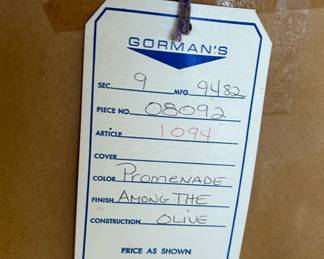 GORMAN'S
SEC. 9 MFG 9482
PIECE NO. 08092
ARTICLE 1094
COVER
COLOR Promenade
FINISH Among The
CONSTRUCTION Olive
PRICE AS SHOWN